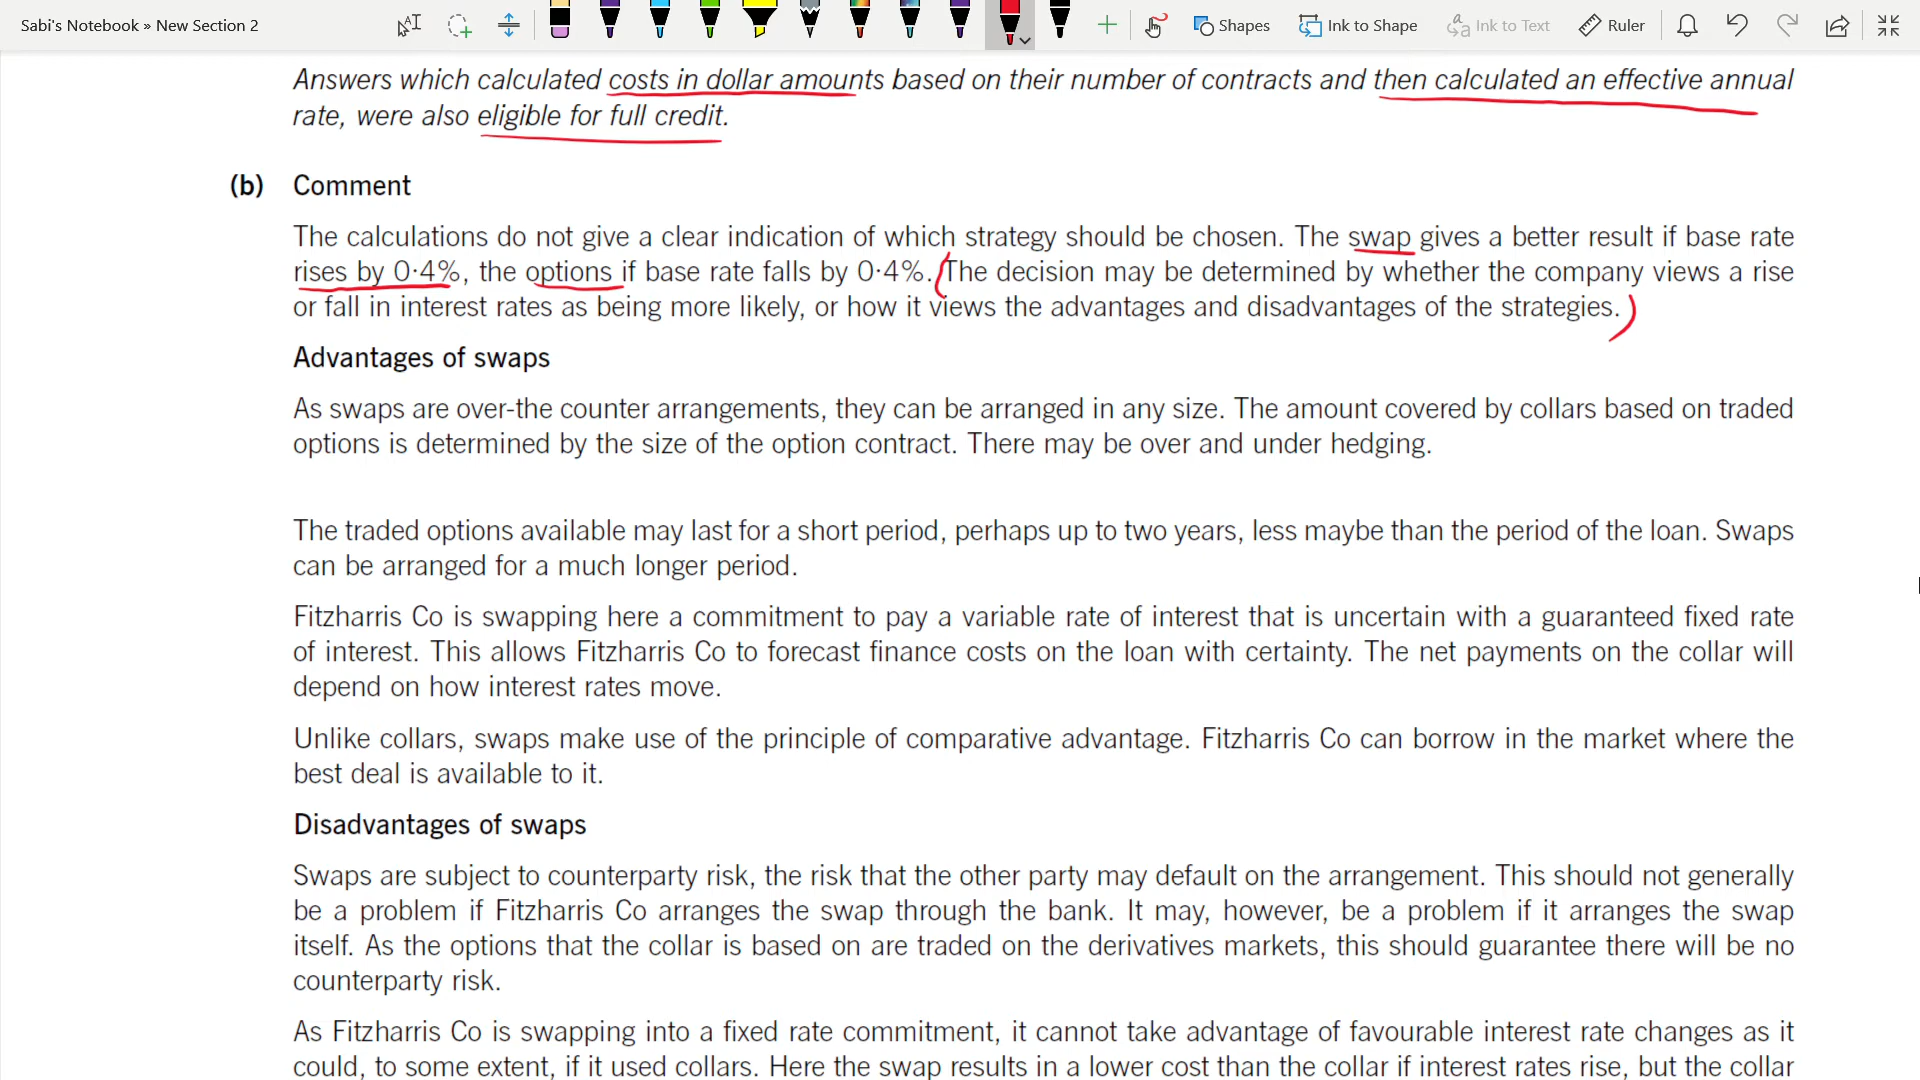 Sabi's Notebook » New Section 2
Shapes
Ink to Shape
Ink to Text
Ruler
Answers which calculated costs in dollar amounts based on their number of contracts and then calculated an effective annual
rate, were also eligible for full credit.
(b) Comment
The calculations do not give a clear indication of which strategy should be chosen. The swap gives a better result if base rate
rises by 0·4%, the options if base rate falls by 0·4%. The decision may be determined by whether the company views a rise
or fall in interest rates as being more likely, or how it views the advantages and disadvantages of the strategies.
Advantages of swaps
As swaps are over-the counter arrangements, they can be arranged in any size. The amount covered by collars based on traded
options is determined by the size of the option contract. There may be over and under hedging.
The traded options available may last for a short period, perhaps up to two years, less maybe than the period of the loan. Swaps
can be arranged for a much longer period.
Fitzharris Co is swapping here a commitment to pay a variable rate of interest that is uncertain with a guaranteed fixed rate
of interest. This allows Fitzharris Co to forecast finance costs on the loan with certainty. The net payments on the collar will
depend on how interest rates move.
Unlike collars, swaps make use of the principle of comparative advantage. Fitzharris Co can borrow in the market where the
best deal is available to it.
Disadvantages of swaps
Swaps are subject to counterparty risk, the risk that the other party may default on the arrangement. This should not generally
be a problem if Fitzharris Co arranges the swap through the bank. It may, however, be a problem if it arranges the swap
itself. As the options that the collar is based on are traded on the derivatives markets, this should guarantee there will be no
counterparty risk.
As Fitzharris Co is swapping into a fixed rate commitment, it cannot take advantage of favourable interest rate changes as it
could, to some extent, if it used collars. Here the swap results in a lower cost than the collar if interest rates rise, but the collar